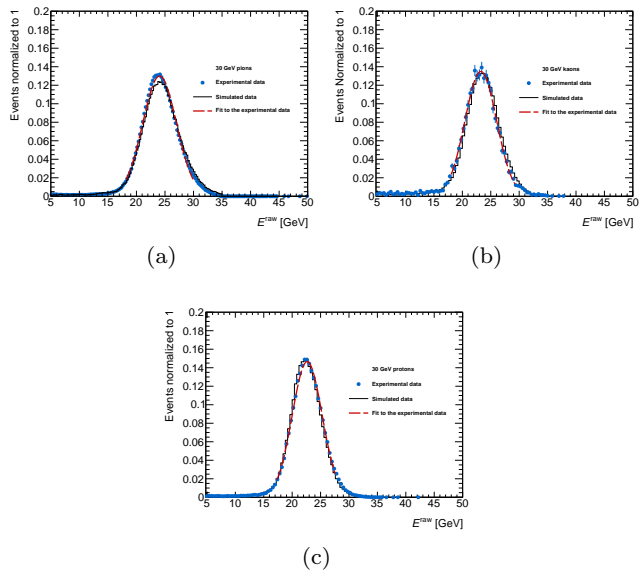 Events normalized to 1
0.2
0.18
0.16
0.14
0.12
0.1
0.08
0.06
0.04
0.02
0
5 10 15 20 25 30 35 40 45 50
E^raw [GeV]
30 GeV pions
Experimental data
Simulated data
Fit to the experimental data
(a)
Events Normalized to 1
0.2
0.18
0.16
0.14
0.12
0.1
0.08
0.06
0.04
0.02
0
5 10 15 20 25 30 35 40 45 50
E^raw [GeV]
30 GeV kaons
Experimental data
Simulated data
Fit to the experimental data
(b)
Events normalized to 1
0.2
0.18
0.16
0.14
0.12
0.1
0.08
0.06
0.04
0.02
0
5 10 15 20 25 30 35 40 45 50
E^raw [GeV]
30 GeV protons
Experimental data
Simulated data
Fit to the experimental data
(c)